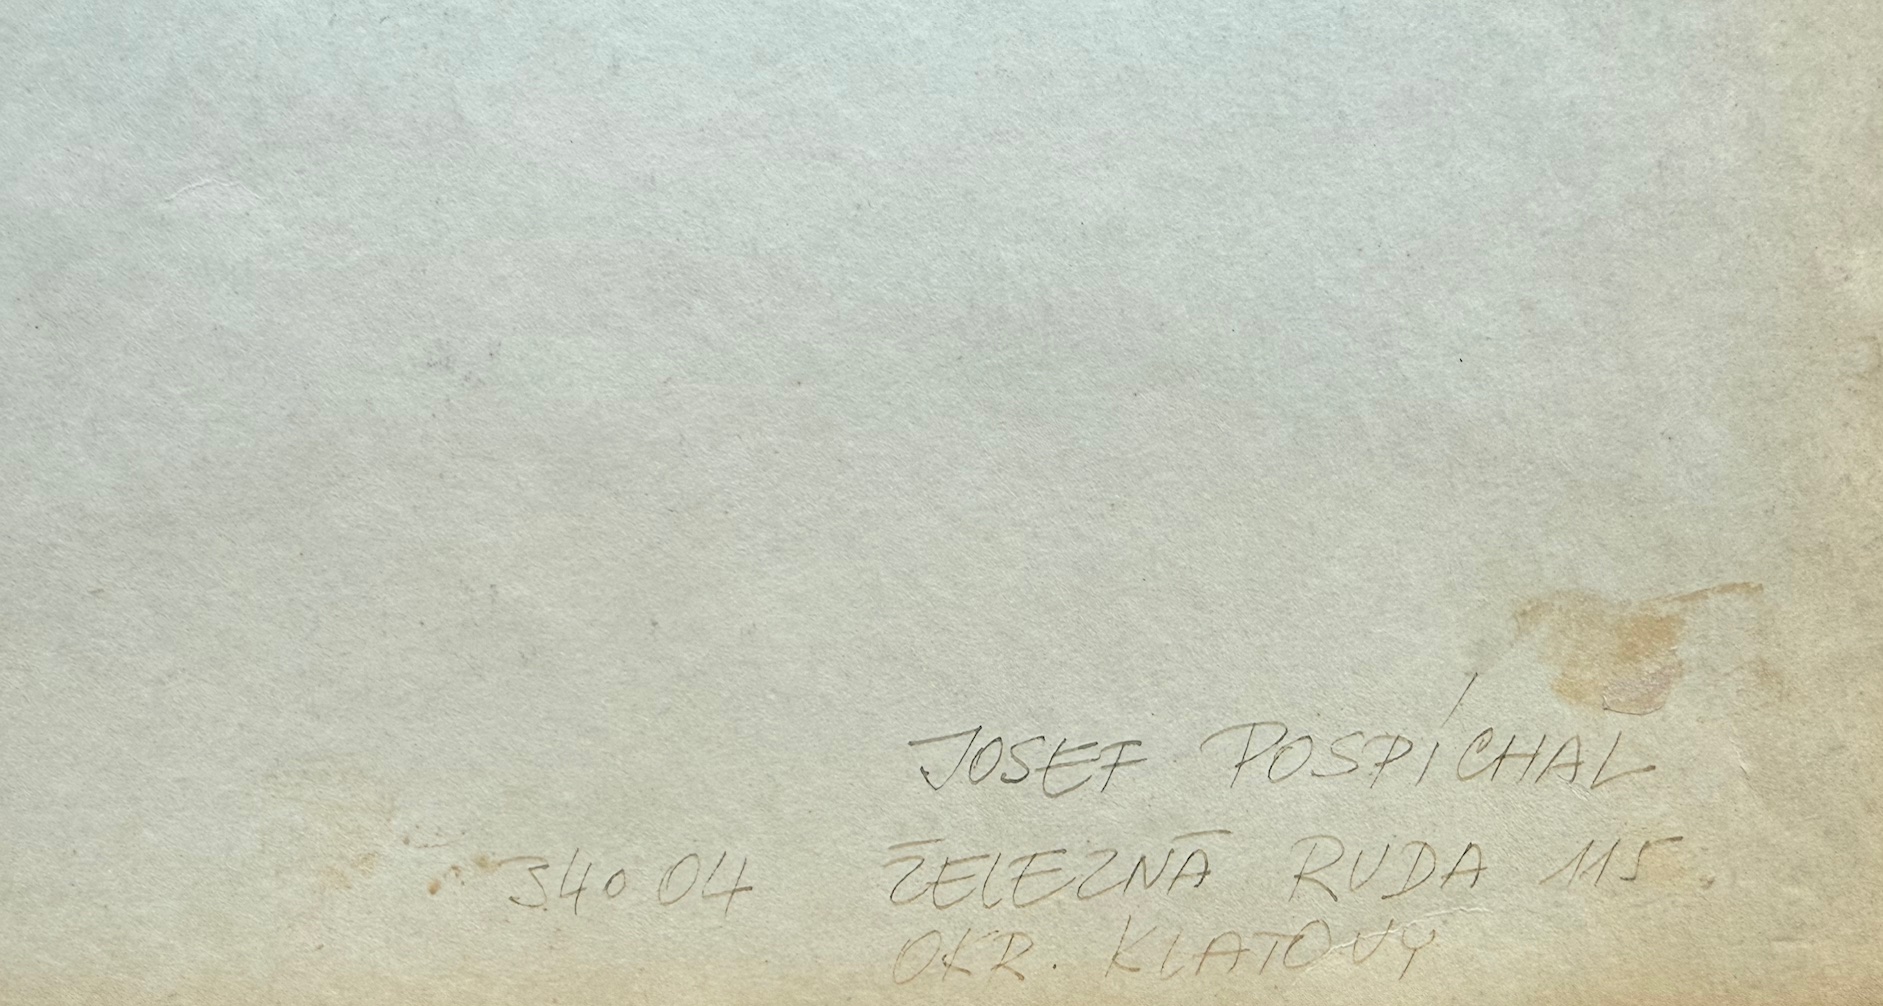 JOSEF POSPÍCHAL
340 04 ŽELEZNÁ RUDA 115.
OKR. KLATOVY